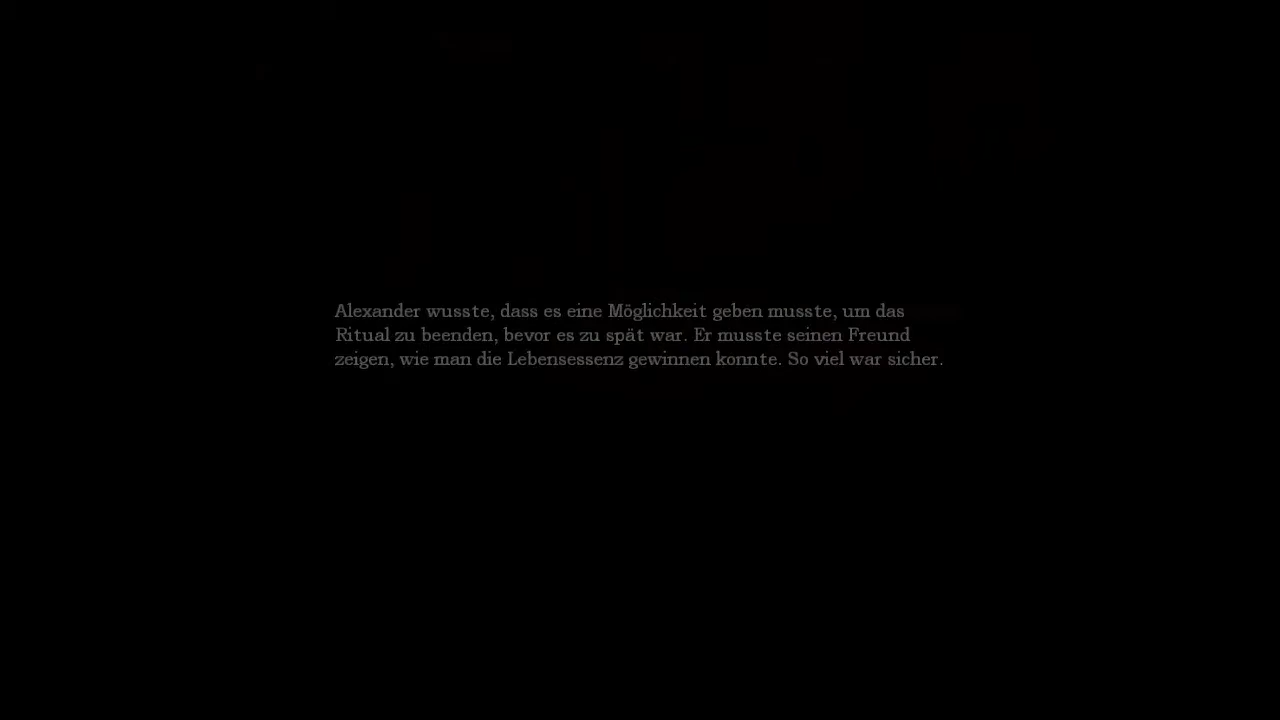 Alexander wusste, dass es eine Möglichkeit geben musste, um das
Ritual zu beenden, bevor es zu spät war. Er musste seinen Freund
zeigen, wie man die Lebensessenz gewinnen konnte. So viel war sicher.